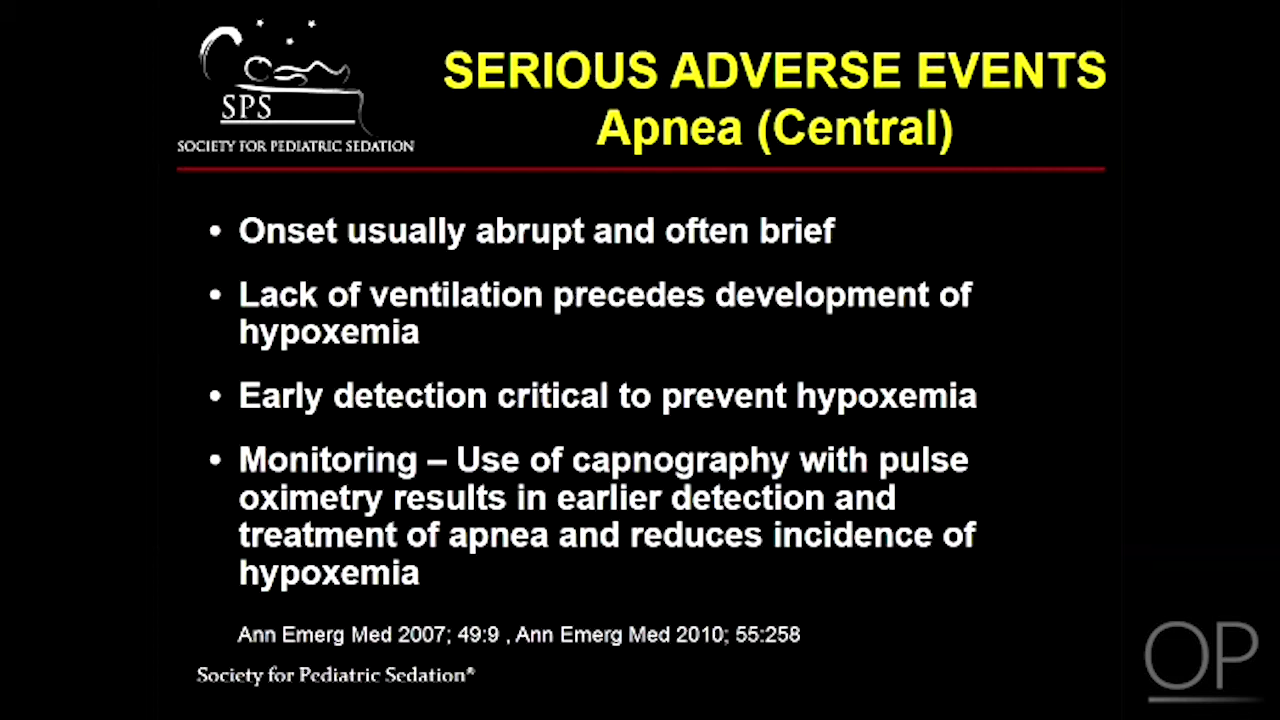 SERIOUS ADVERSE EVENTS
Apnea (Central)
SPS
SOCIETY FOR PEDIATRIC SEDATION
• Onset usually abrupt and often brief
• Lack of ventilation precedes development of
hypoxemia
• Early detection critical to prevent hypoxemia
• Monitoring – Use of capnography with pulse
oximetry results in earlier detection and
treatment of apnea and reduces incidence of
hypoxemia
Ann Emerg Med 2007; 49:9 , Ann Emerg Med 2010; 55:258
Society for Pediatric Sedation®
OP